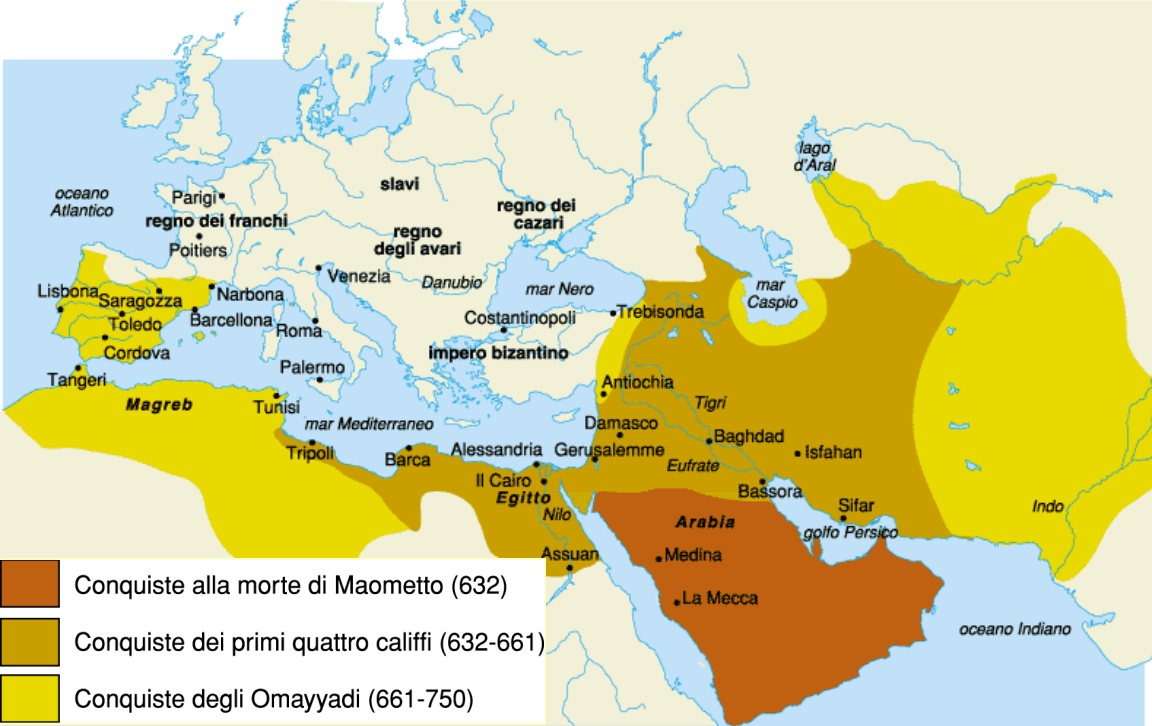 lago
d'Aral
oceano
Atlantico
Parigi
slavi
regno dei franchi
regno dei
cazari
Poitiers
regno
degli avari
Venezia
Danubio
mar Nero
mar
Caspio
Lisbona
Saragozza
Narbona
Toledo
Barcellona
Roma
Costantinopoli
Trebisonda
Cordova
impero bizantino
Tangeri
Palermo
Antiochia
Magreb
Tunisi
mar Mediterraneo
Tigri
Damasco
Tripoli
Barca
Alessandria
Gerusalemme
Baghdad
Isfahan
Eufrate
Il Cairo
Egitto
Bassora
Nilo
Sifar
Indo
Arabia
golfo Persico
Assuan
Medina
La Mecca
oceano Indiano
Conquiste alla morte di Maometto (632)
Conquiste dei primi quattro califfi (632-661)
Conquiste degli Omayyadi (661-750)